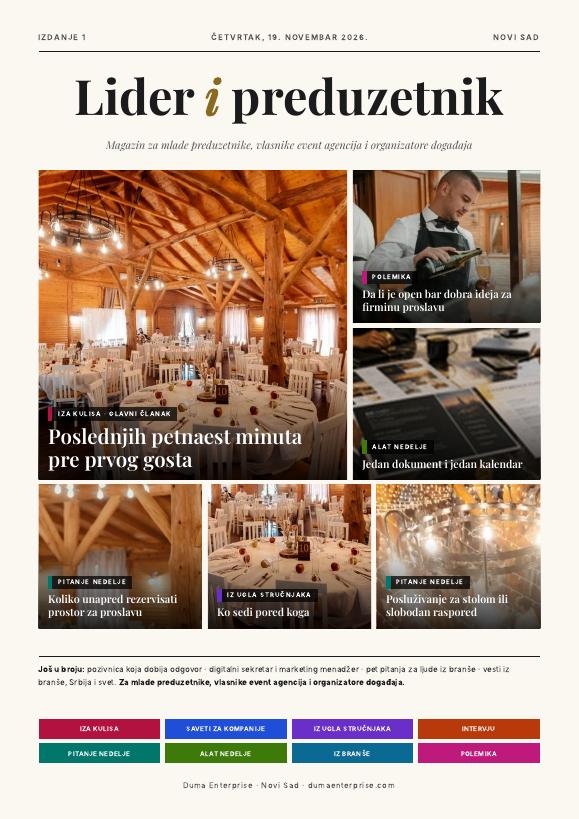 IZDANJE 1
ČETVRTAK, 19. NOVEMBAR 2026.
NOVI SAD
Lider i preduzetnik
Magazin za mlade preduzetnike, vlasnike event agencija i organizatore događaja
IZA KULISA · GLAVNI ČLANAK
Poslednjih petnaest minuta
pre prvog gosta
POLEMIKA
Da li je open bar dobra ideja za
firminu proslavu
ALAT NEDELJE
Jedan dokument i jedan kalendar
PITANJE NEDELJE
Koliko unapred rezervisati
prostor za proslavu
IZ UGLA STRUČNJAKA
Ko sedi pored koga
PITANJE NEDELJE
Posluživanje za stolom ili
slobodan raspored
Još u broju: pozivnica koja dobija odgovor · digitalni sekretar i marketing menadžer · pet pitanja za ljude iz branše · vesti iz
branše, Srbija i svet. Za mlade preduzetnike, vlasnike event agencija i organizatore događaja.
IZA KULISA
SAVETI ZA KOMPANIJE
IZ UGLA STRUČNJAKA
INTERVJU
PITANJE NEDELJE
ALAT NEDELJE
IZ BRANŠE
POLEMIKA
Duma Enterprise · Novi Sad · dumaenterprise.com